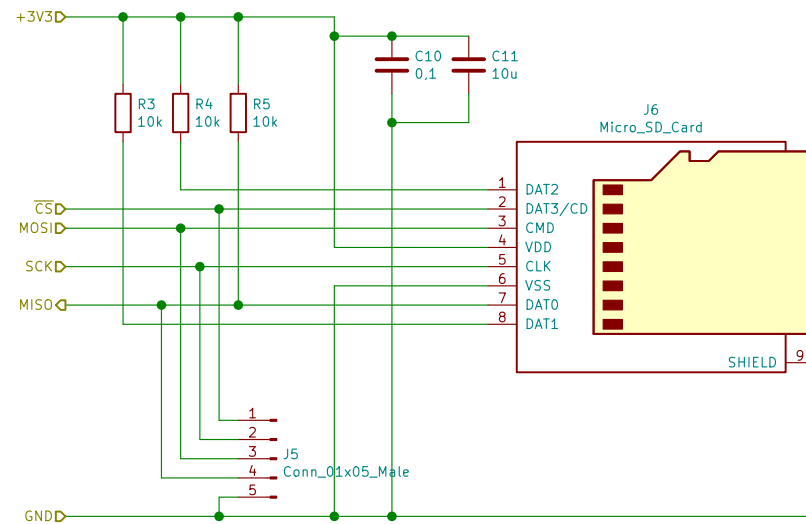 +3V3
C10
0,1
C11
10u
R3
10k
R4
10k
R5
10k
J6
Micro_SD_Card
1 DAT2
CS 2 DAT3/CD
MOSI 3 CMD
4 VDD
SCK 5 CLK
6 VSS
MISO 7 DAT0
8 DAT1
SHIELD 9
1
2
3
4
5
J5
Conn_01x05_Male
GND